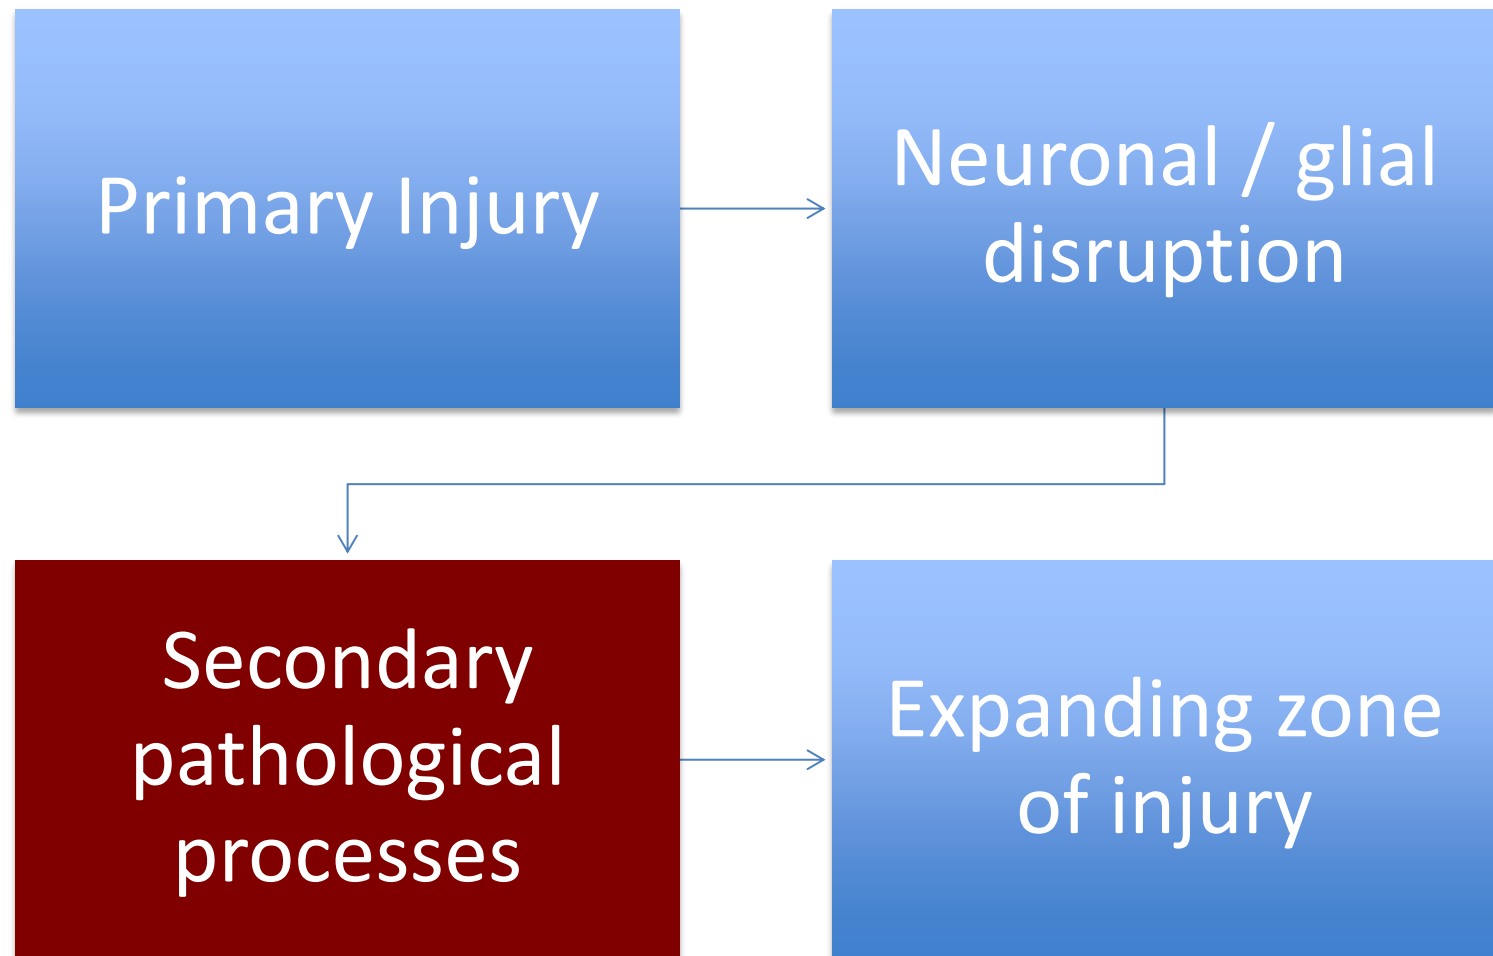 Primary Injury
Neuronal / glial
disruption
Secondary
pathological
processes
Expanding zone
of injury